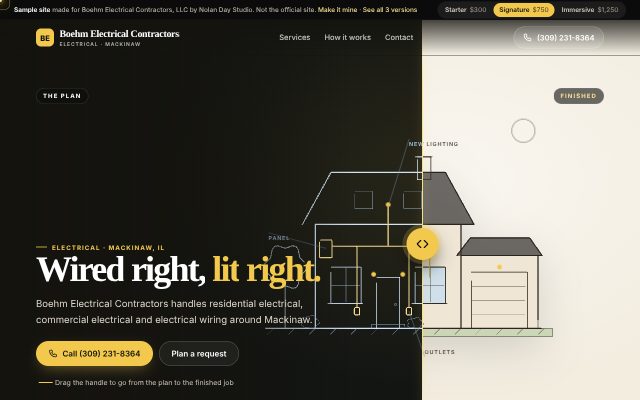 Sample site made for Boehm Electrical Contractors, LLC by Nolan Day Studio. Not the official site. Make it mine · See all 3 versions
Starter $300 Signature $750 Immersive $1,250
BE Boehm Electrical Contractors
ELECTRICAL · MACKINAW
Services How it works Contact
(309) 231-8364
THE PLAN
FINISHED
NEW LIGHTING
PANEL
ELECTRICAL · MACKINAW, IL
Wired right, lit right.
Boehm Electrical Contractors handles residential electrical,
commercial electrical and electrical wiring around Mackinaw.
Call (309) 231-8364
Plan a request
OUTLETS
Drag the handle to go from the plan to the finished job